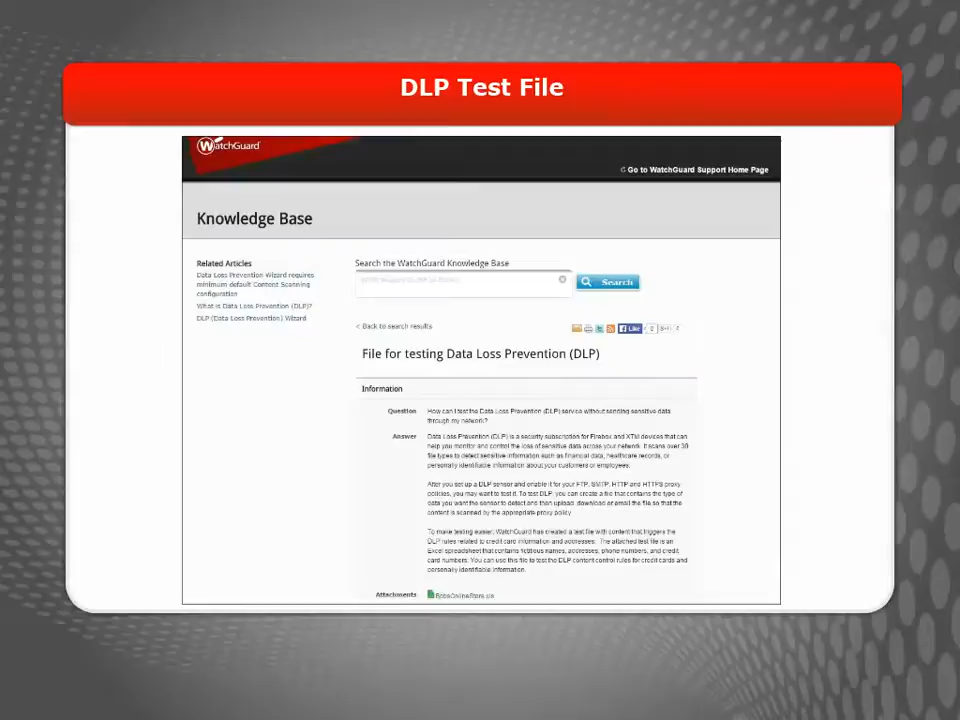 DLP Test File
WatchGuard
Go to WatchGuard Support Home Page
Knowledge Base
Related Articles
Data Loss Prevention Wizard requires
minimum default Content Scanning
configuration
What is Data Loss Prevention (DLP)?
DLP (Data Loss Prevention) Wizard
Search the WatchGuard Knowledge Base
Search
< Back to search results
Like 0
File for testing Data Loss Prevention (DLP)
Information
Question
How can I test the Data Loss Prevention (DLP) service without sending sensitive data
through my network?
Answer
Data Loss Prevention (DLP) is a security subscription for Firebox and XTM devices that can
help you monitor and control the loss of sensitive data across your network. It scans over 30
file types to detect sensitive information such as financial data, healthcare records, or
personally identifiable information about your customers or employees.
After you set up a DLP sensor and enable it for your FTP, SMTP, HTTP and HTTPS proxy
policies, you may want to test it. To test DLP, you can create a file that contains the type of
data you want the sensor to detect and then upload, download or email the file so that the
content is scanned by the appropriate proxy policy.
To make testing easier, WatchGuard has created a test file with content that triggers the
DLP rules related to credit card information and addresses. The attached test file is an
Excel spreadsheet that contains fictitious names, addresses, phone numbers, and credit
card numbers. You can use this file to test the DLP content control rules for credit cards and
personally identifiable information.
Attachments
BobsOnlineStore.xls